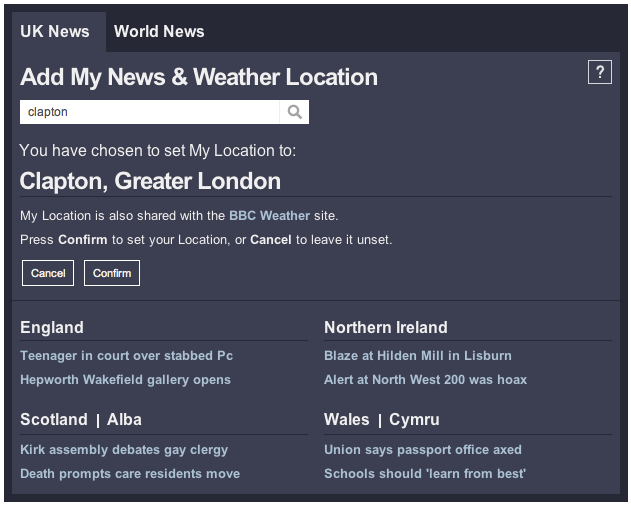 UK News
World News
Add My News & Weather Location
?
clapton
You have chosen to set My Location to:
Clapton, Greater London
My Location is also shared with the BBC Weather site.
Press Confirm to set your Location, or Cancel to leave it unset.
Cancel
Confirm
England
Teenager in court over stabbed Pc
Hepworth Wakefield gallery opens
Northern Ireland
Blaze at Hilden Mill in Lisburn
Alert at North West 200 was hoax
Scotland | Alba
Kirk assembly debates gay clergy
Death prompts care residents move
Wales | Cymru
Union says passport office axed
Schools should 'learn from best'